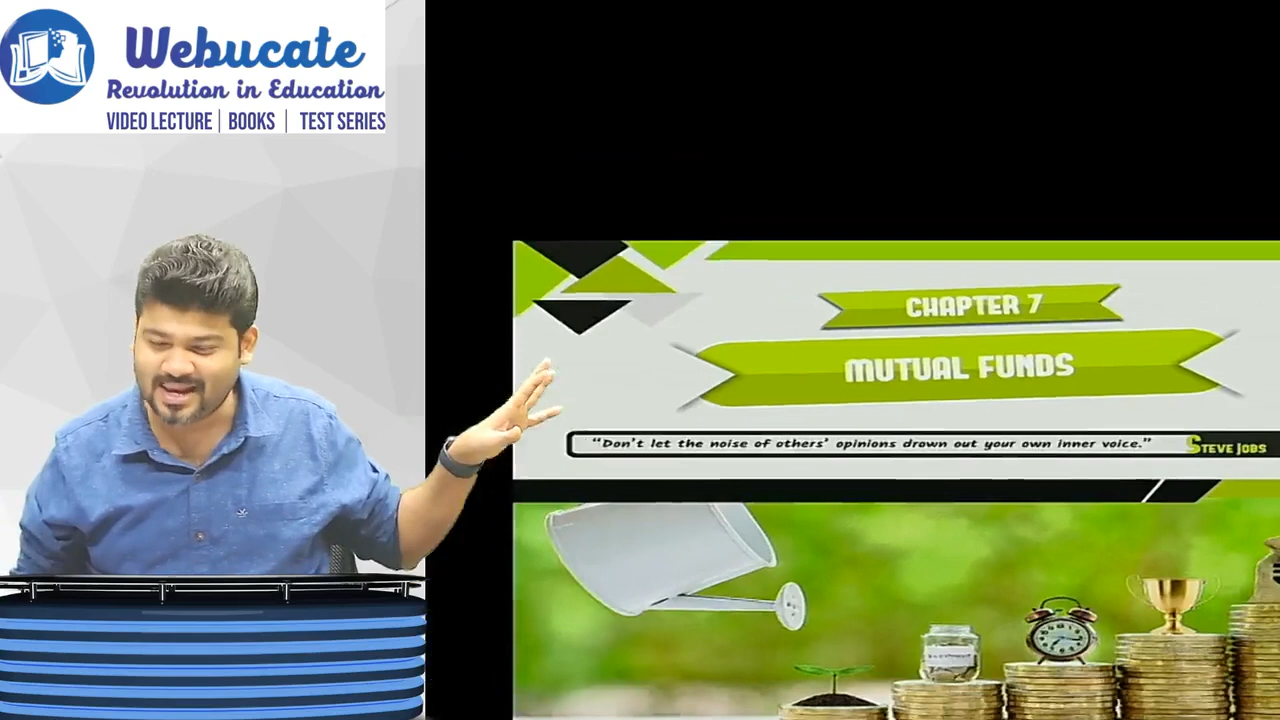 Webucate
Revolution in Education
VIDEO LECTURE | BOOKS | TEST SERIES
CHAPTER 7
MUTUAL FUNDS
“Don’t let the noise of others’ opinions drown out your own inner voice.” STEVE JOBS